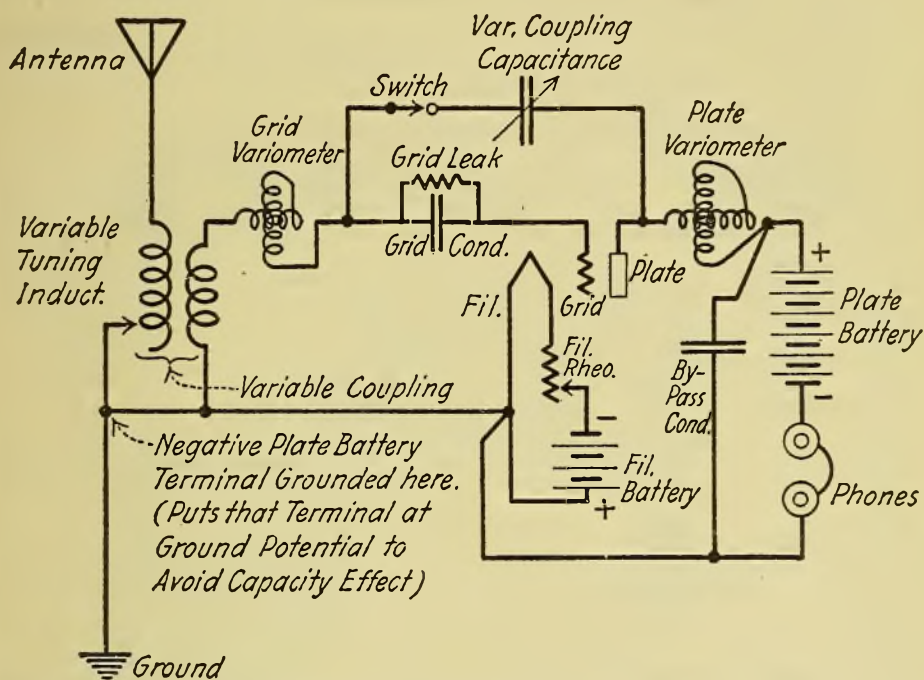 Var. Coupling
Capacitance
Antenna
Switch
Grid
Variometer
Plate
Variometer
Grid Leak
Variable
Tuning
Induct.
Grid Cond.
Fil.
Grid
Plate
+
Plate
Battery
-
Fil.
Rheo.
By-
Pass
Cond.
Variable Coupling
-
Fil.
Battery
+
Phones
Negative Plate Battery
Terminal Grounded here.
(Puts that Terminal at
Ground Potential to
Avoid Capacity Effect)
Ground